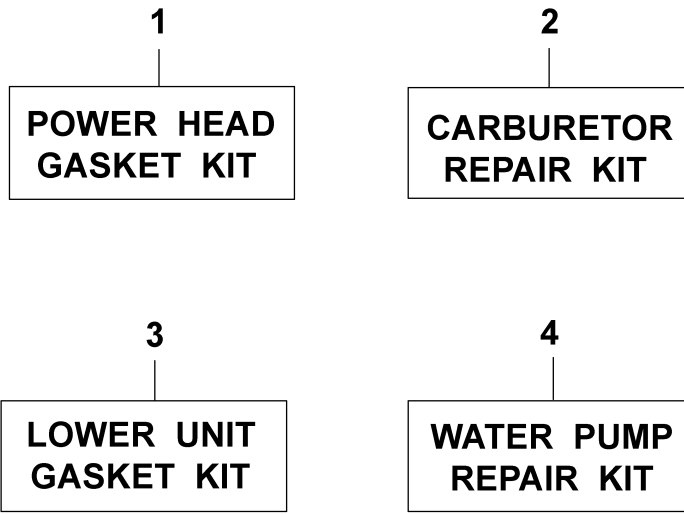 1
POWER HEAD
GASKET KIT
2
CARBURETOR
REPAIR KIT
3
LOWER UNIT
GASKET KIT
4
WATER PUMP
REPAIR KIT